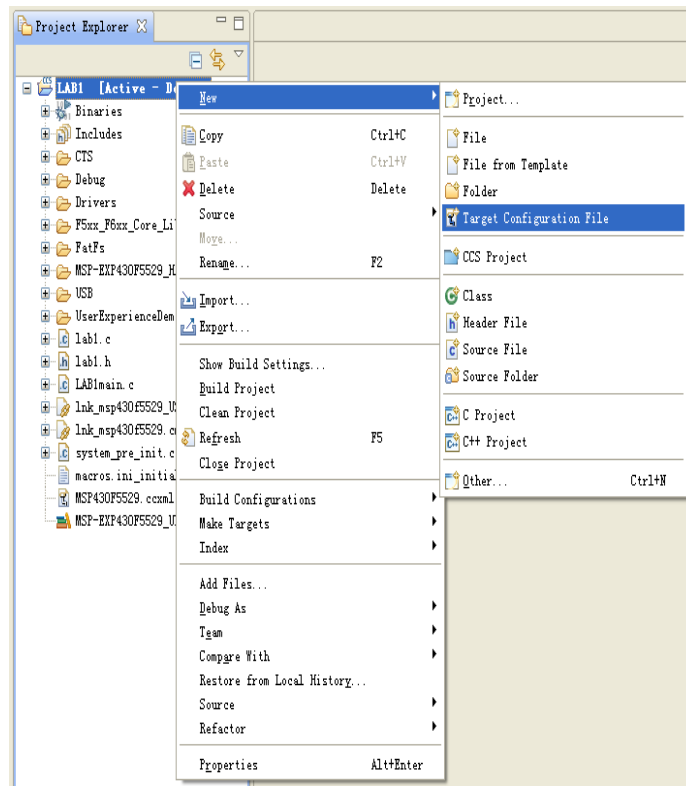 Project Explorer
LAB1 [Active - De
Binaries
Includes
CTS
Debug
Drivers
F5xx_F6xx_Core_Li
FatFs
MSP-EXP430F5529_H
USB
UserExperienceDem
lab1.c
lab1.h
LAB1main.c
lnk_msp430f5529_US
lnk_msp430f5529.c
system_pre_init.c
macros.ini_initia
MSP430F5529.ccxml
MSP-EXP430F5529_U
New
Copy Ctrl+C
Paste Ctrl+V
Delete Delete
Source
Move...
Rename... F2
Import...
Export...
Show Build Settings...
Build Project
Clean Project
Refresh F5
Close Project
Build Configurations
Make Targets
Index
Add Files...
Debug As
Team
Compare With
Restore from Local History...
Source
Refactor
Properties Alt+Enter
Project...
File
File from Template
Folder
Target Configuration File
CCS Project
Class
Header File
Source File
Source Folder
C Project
C++ Project
Other... Ctrl+N